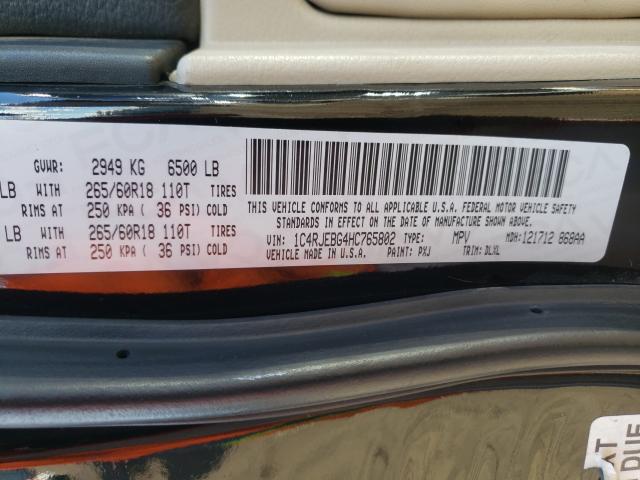 GVWR: 2949 KG 6500 LB
LB WITH 265/60R18 110T TIRES
RIMS AT 250 KPA ( 36 PSI) COLD
LB WITH 265/60R18 110T TIRES
RIMS AT 250 KPA ( 36 PSI) COLD
THIS VEHICLE CONFORMS TO ALL APPLICABLE U.S.A. FEDERAL MOTOR VEHICLE SAFETY
STANDARDS IN EFFECT ON THE DATE OF MANUFACTURE SHOWN ABOVE.
VIN: 1C4RJEBG4HC765802 TYPE: MPV MDH: 121712 868AA
VEHICLE MADE IN U.S.A. PAINT: PXJ TRIM: DLXL